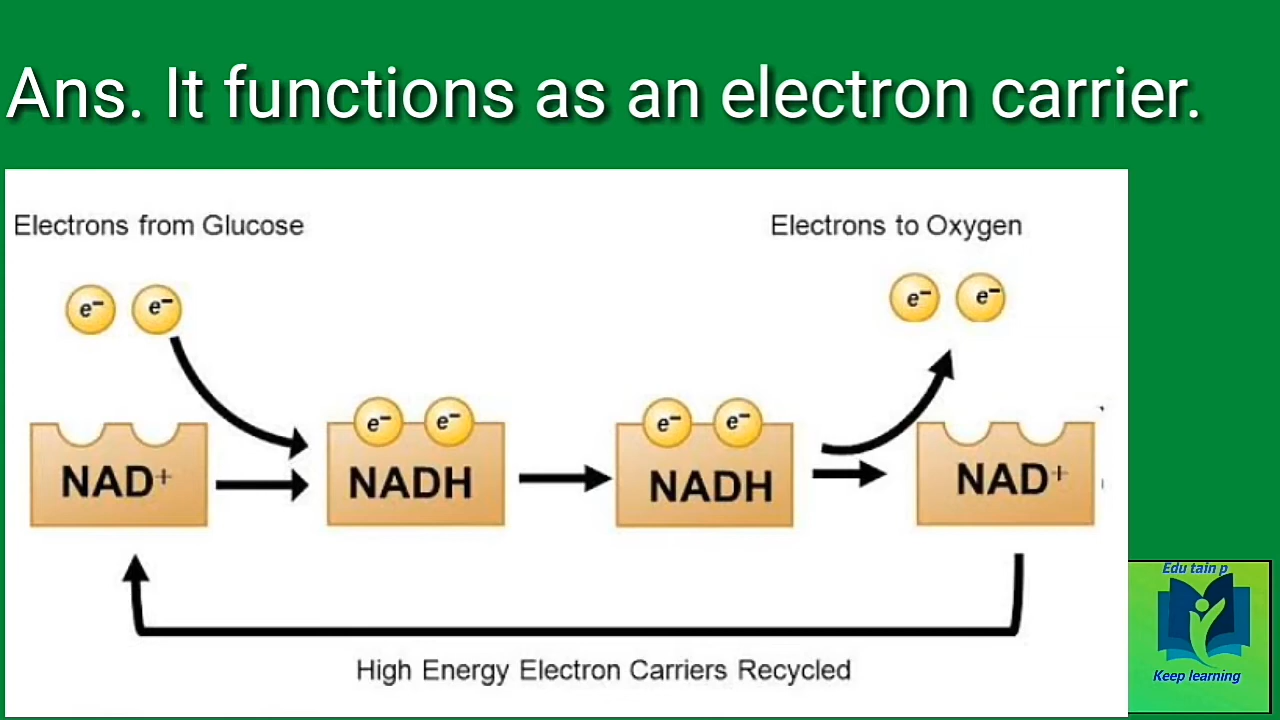 Ans. It functions as an electron carrier.
Electrons from Glucose
Electrons to Oxygen
e⁻ e⁻
e⁻ e⁻
e⁻ e⁻
e⁻ e⁻
NAD⁺
NADH
NADH
NAD⁺
High Energy Electron Carriers Recycled
Edu tain p
Keep learning